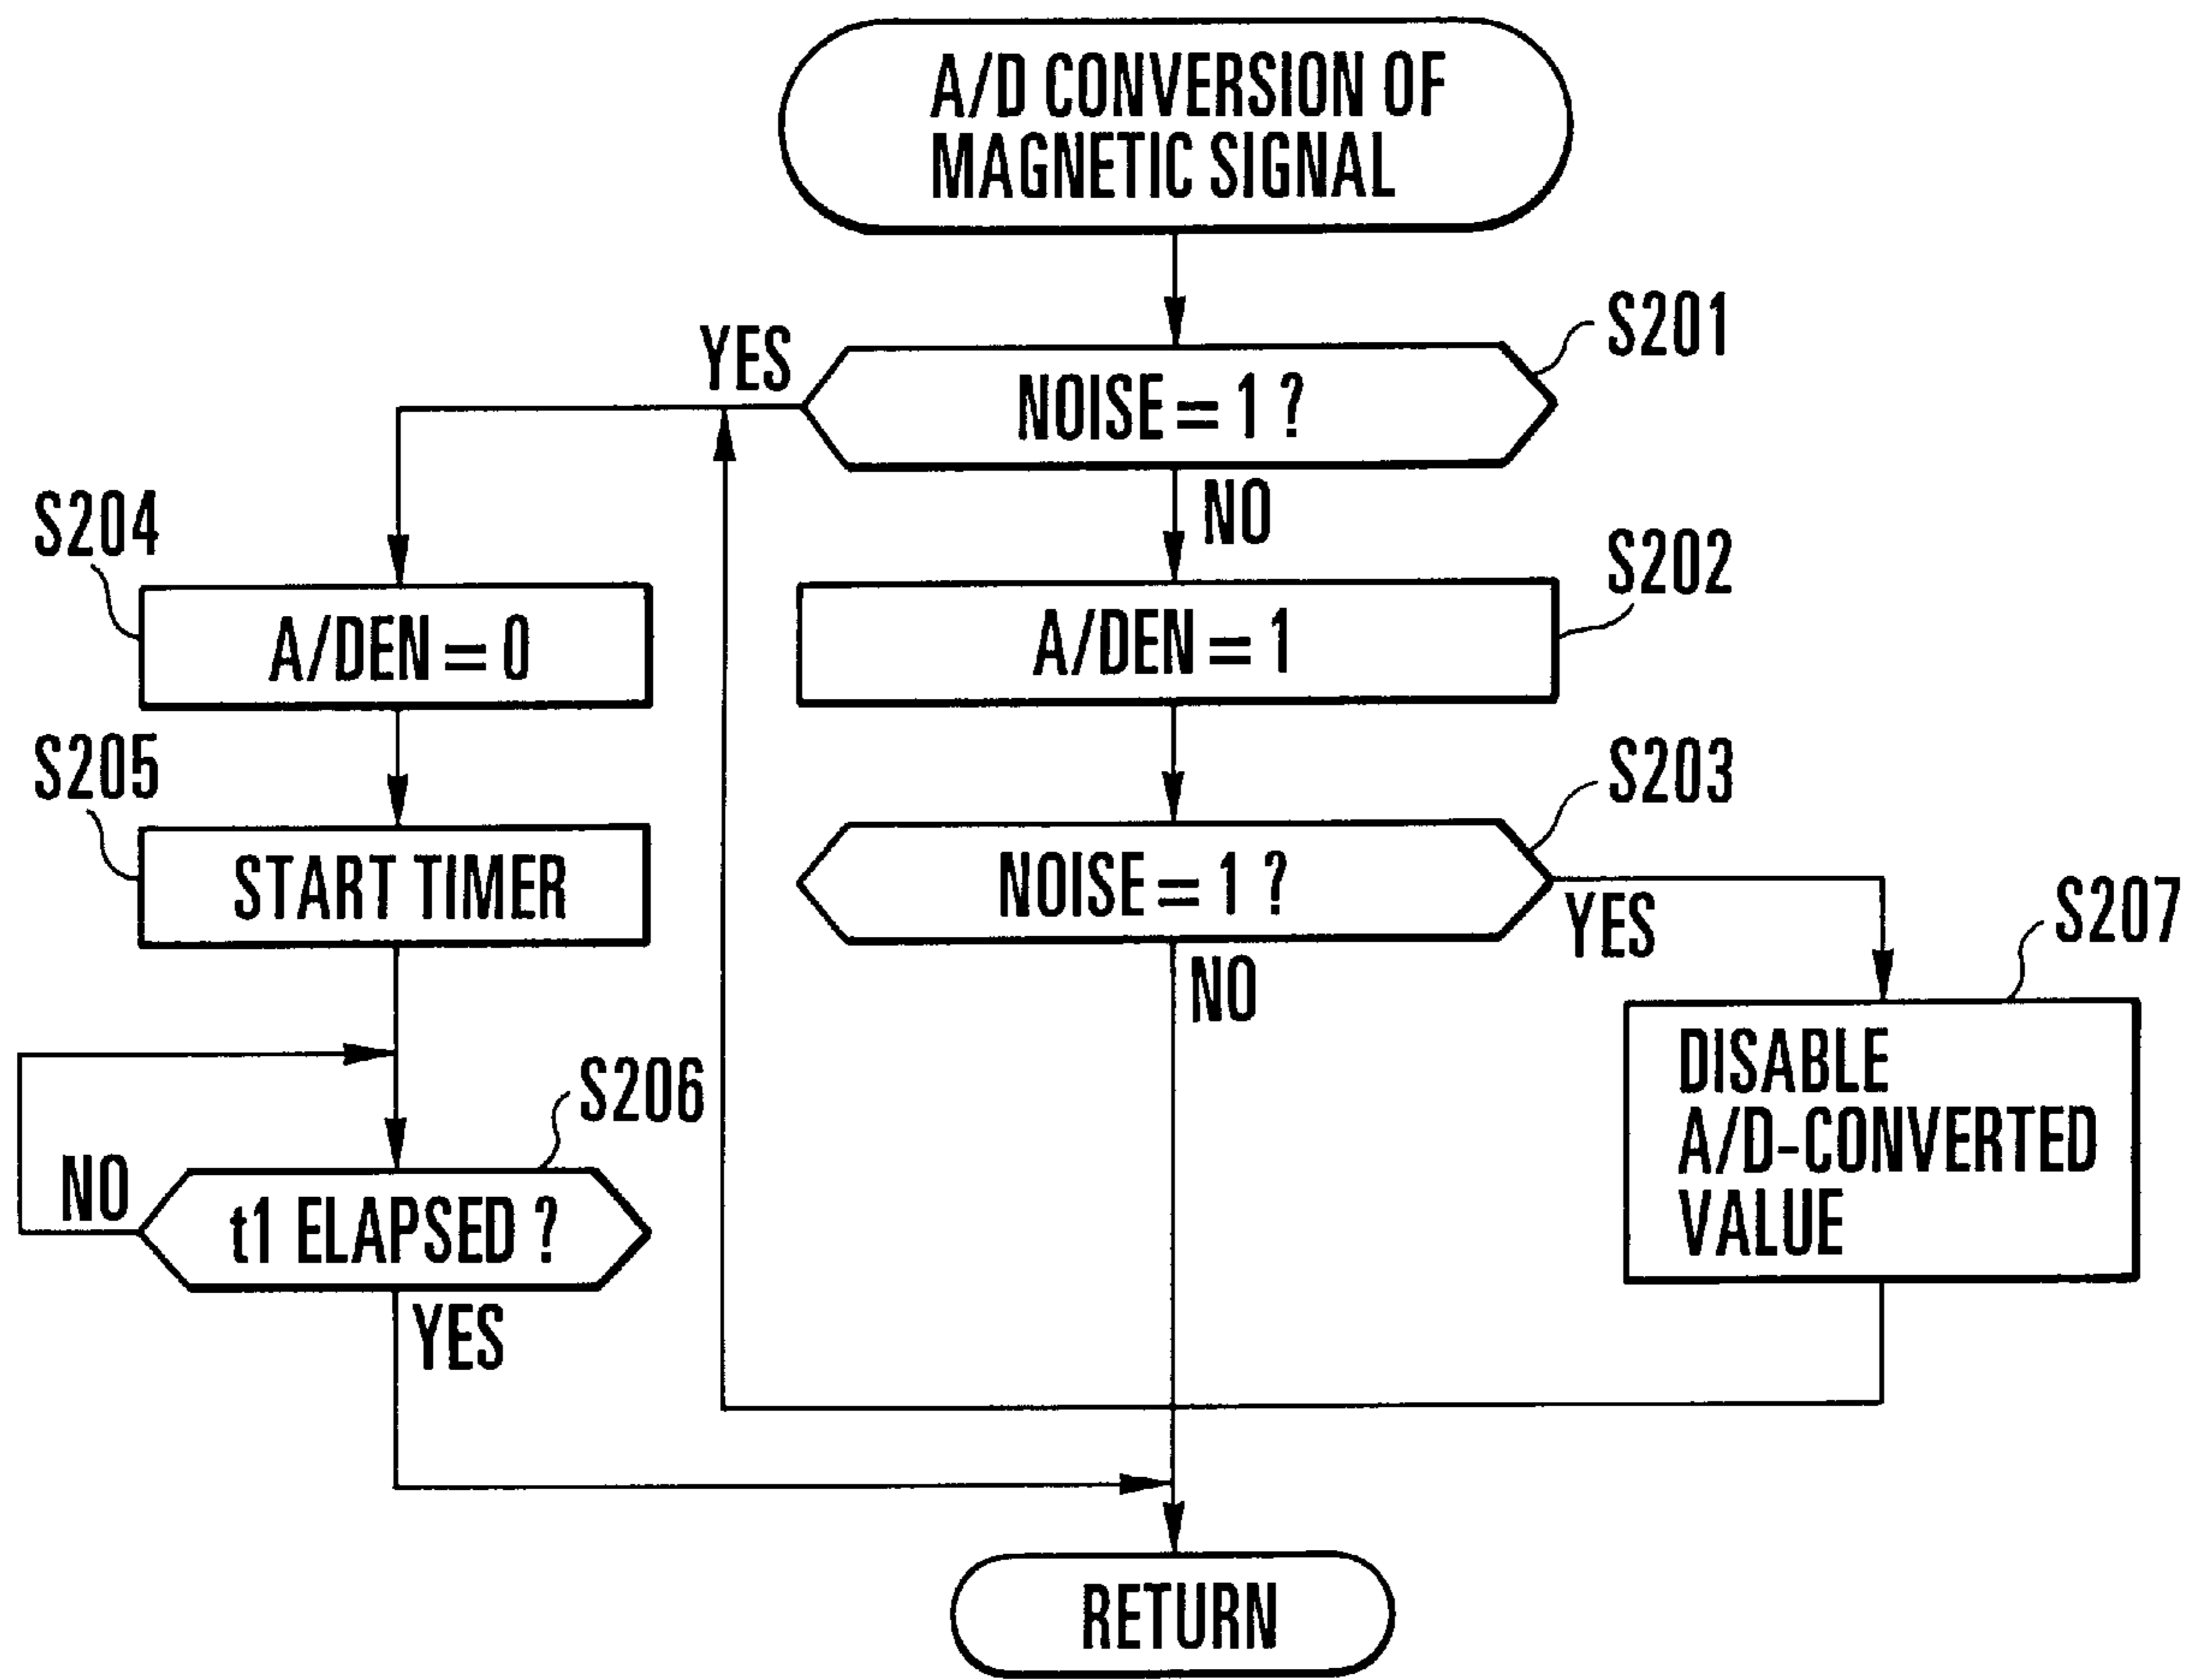 A/D CONVERSION OF
MAGNETIC SIGNAL
S201
YES
NOISE = 1 ?
NO
S204
S202
A/DEN = 0
A/DEN = 1
S205
S203
START TIMER
NOISE = 1 ?
YES
S207
NO
DISABLE
A/D-CONVERTED
VALUE
S206
NO
t1 ELAPSED ?
YES
RETURN